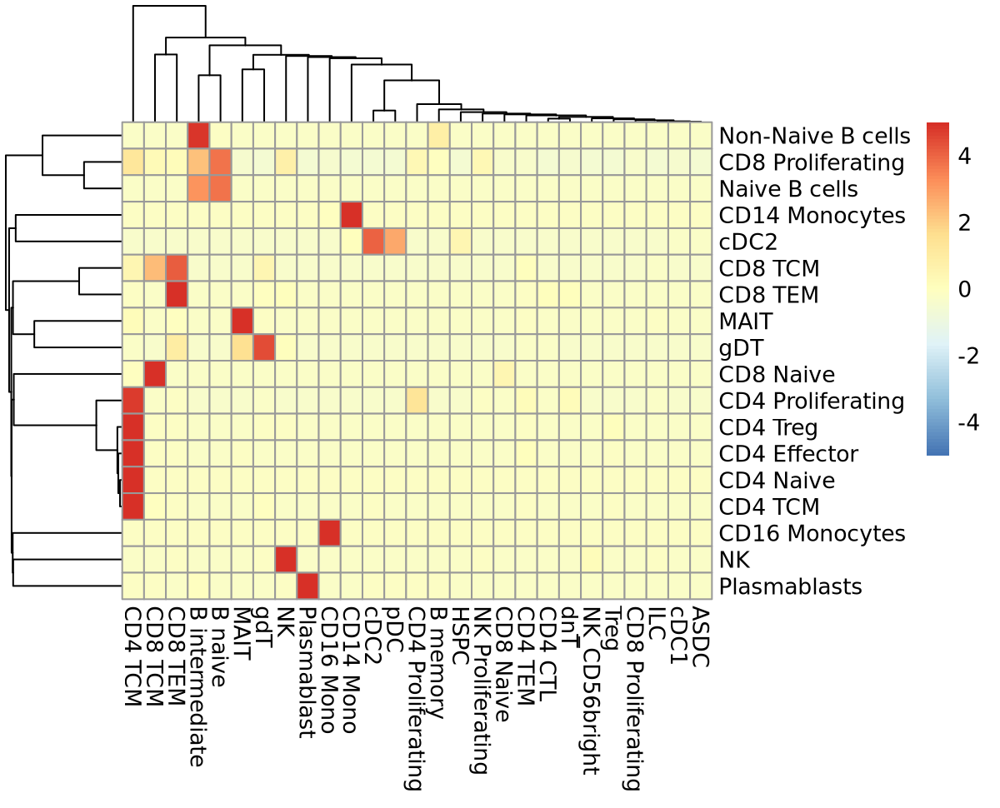 Non-Naive B cells
CD8 Proliferating
Naive B cells
CD14 Monocytes
cDC2
CD8 TCM
CD8 TEM
MAIT
gDT
CD8 Naive
CD4 Proliferating
CD4 Treg
CD4 Effector
CD4 Naive
CD4 TCM
CD16 Monocytes
NK
Plasmablasts
4
2
0
-2
-4
CD4 TCM
CD8 TCM
CD8 TEM
B intermediate
B naive
MAIT
gdT
NK
Plasmablast
CD16 Mono
CD14 Mono
cDC2
pDC
CD4 Proliferating
B memory
HSPC
NK Proliferating
CD8 Naive
CD4 TEM
CD4 CTL
dnT
NK_CD56bright
Treg
CD8 Proliferating
ILC
cDC1
ASDC